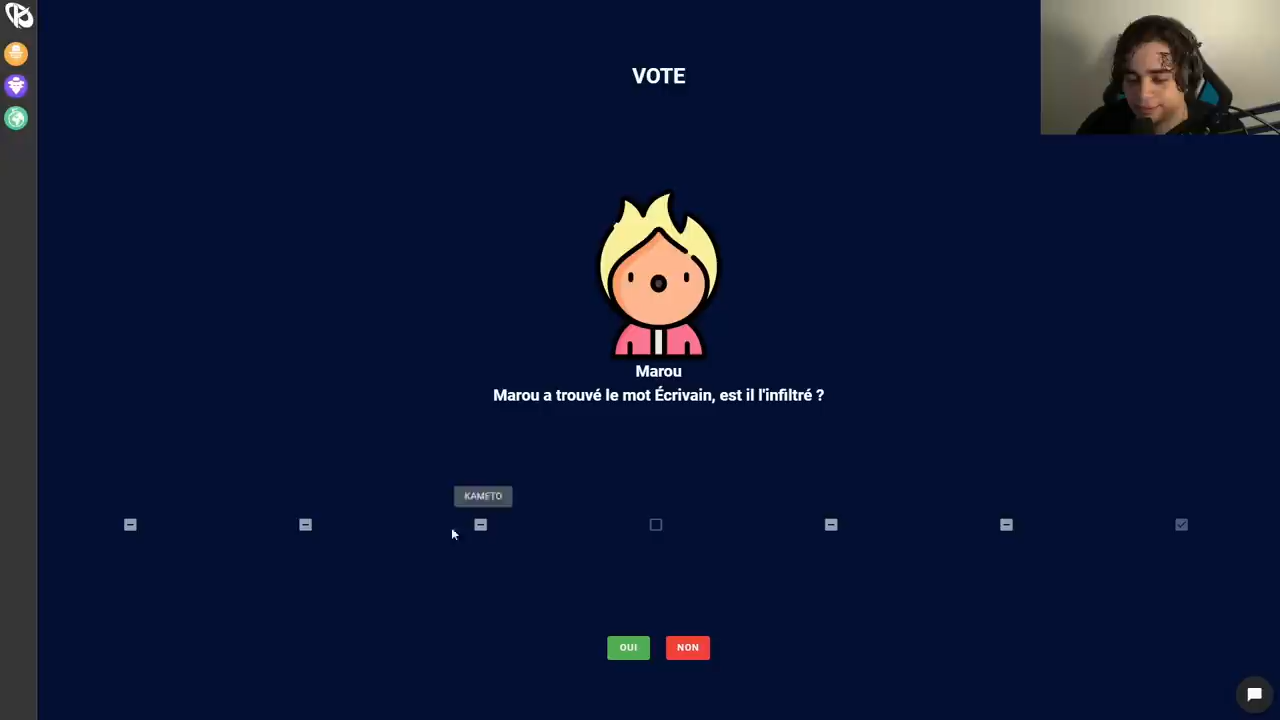 VOTE
Marou
Marou a trouvé le mot Écrivain, est il l'infiltré ?
KAMETO
OUI
NON